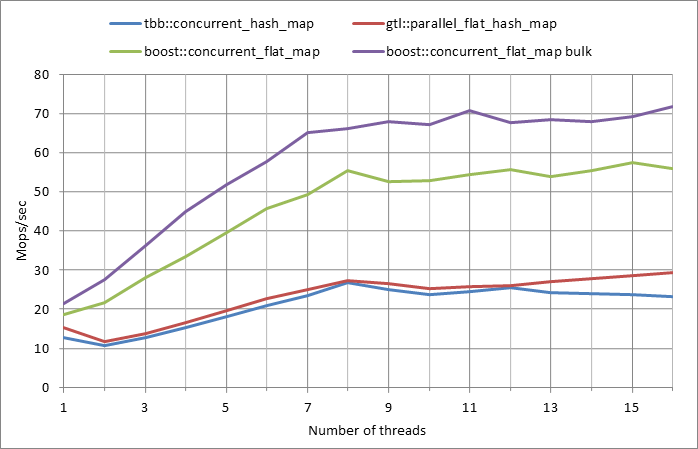 tbb::concurrent_hash_map gtl::parallel_flat_hash_map
boost::concurrent_flat_map boost::concurrent_flat_map bulk
80
70
60
50
40
30
20
10
0
Mops/sec
1 3 5 7 9 11 13 15
Number of threads